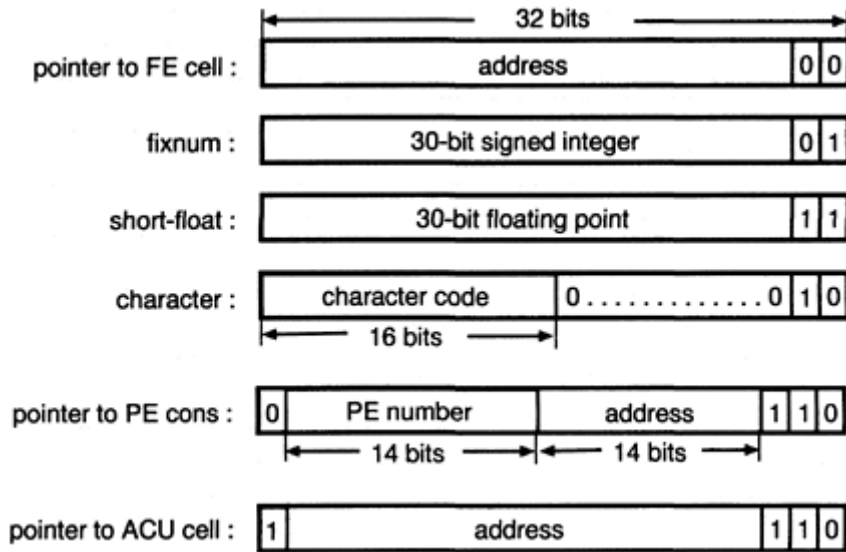 32 bits
pointer to FE cell : address 0 0
fixnum : 30-bit signed integer 0 1
short-float : 30-bit floating point 1 1
character : character code 0 . . . . . . . . . . . . . 0 1 0
16 bits
pointer to PE cons : 0 PE number address 1 1 0
14 bits 14 bits
pointer to ACU cell : 1 address 1 1 0